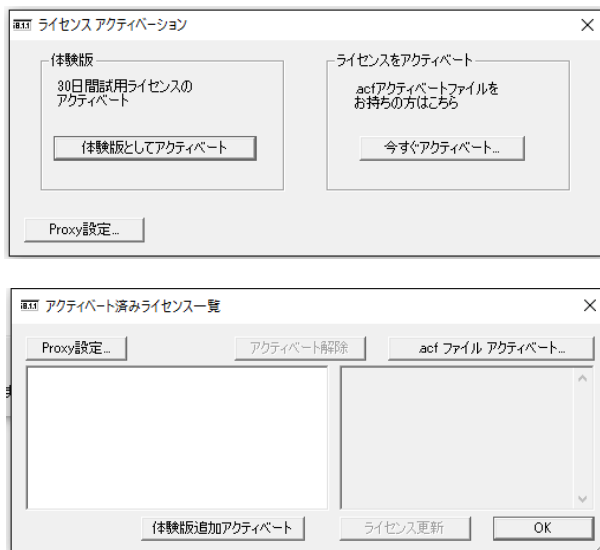 ライセンス アクティベーション
体験版
30日間試用ライセンスの
アクティベート
体験版としてアクティベート
ライセンスをアクティベート
.acfアクティベートファイルを
お持ちの方はこちら
今すぐアクティベート...
Proxy設定...
アクティベート済みライセンス一覧
Proxy設定...
アクティベート解除
.acf ファイル アクティベート...
体験版追加アクティベート
ライセンス更新
OK